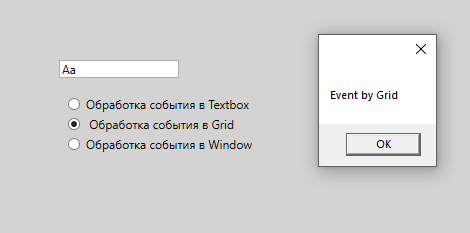 Aa
Обработка события в Textbox
Обработка события в Grid
Обработка события в Window
Event by Grid
OK